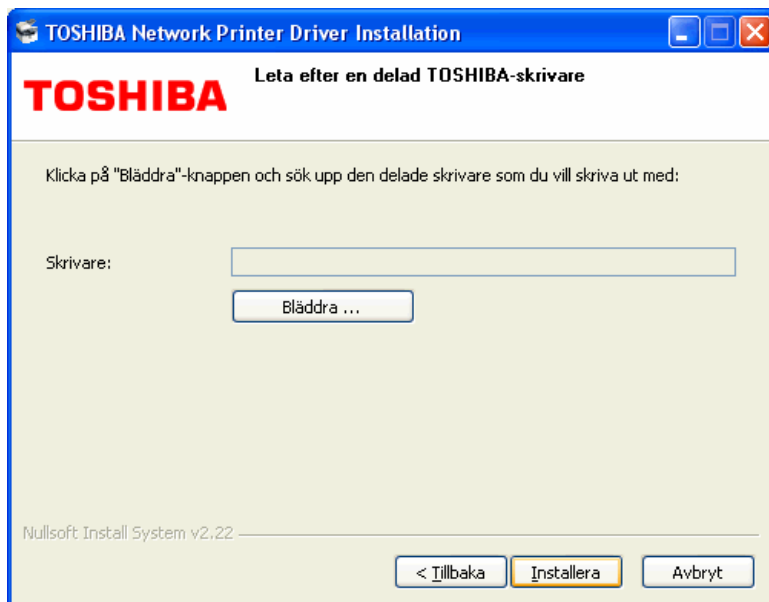 TOSHIBA Network Printer Driver Installation
Leta efter en delad TOSHIBA-skrivare
TOSHIBA
Klicka på "Bläddra"-knappen och sök upp den delade skrivare som du vill skriva ut med:
Skrivare:
Bläddra ...
Nullsoft Install System v2.22
< Tillbaka
Installera
Avbryt